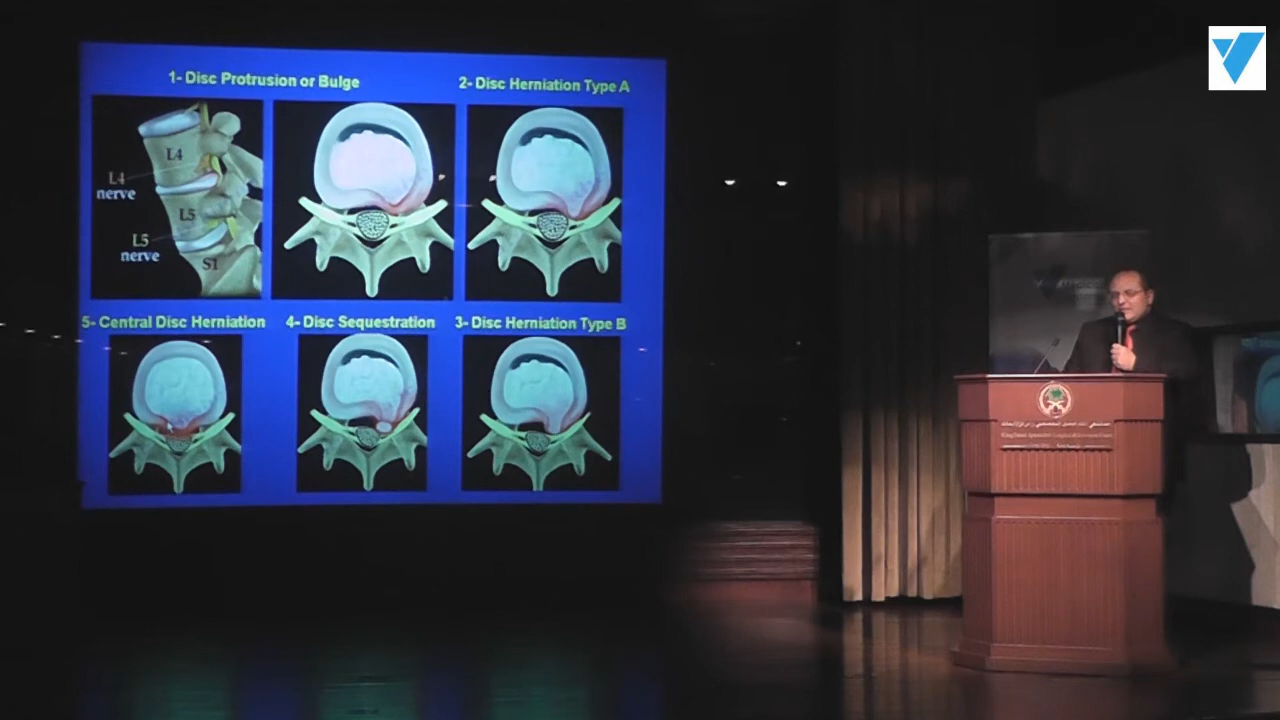 1- Disc Protrusion or Bulge
2- Disc Herniation Type A
L4
L4
nerve
L5
L5
nerve
S1
5- Central Disc Herniation
4- Disc Sequestration
3- Disc Herniation Type B